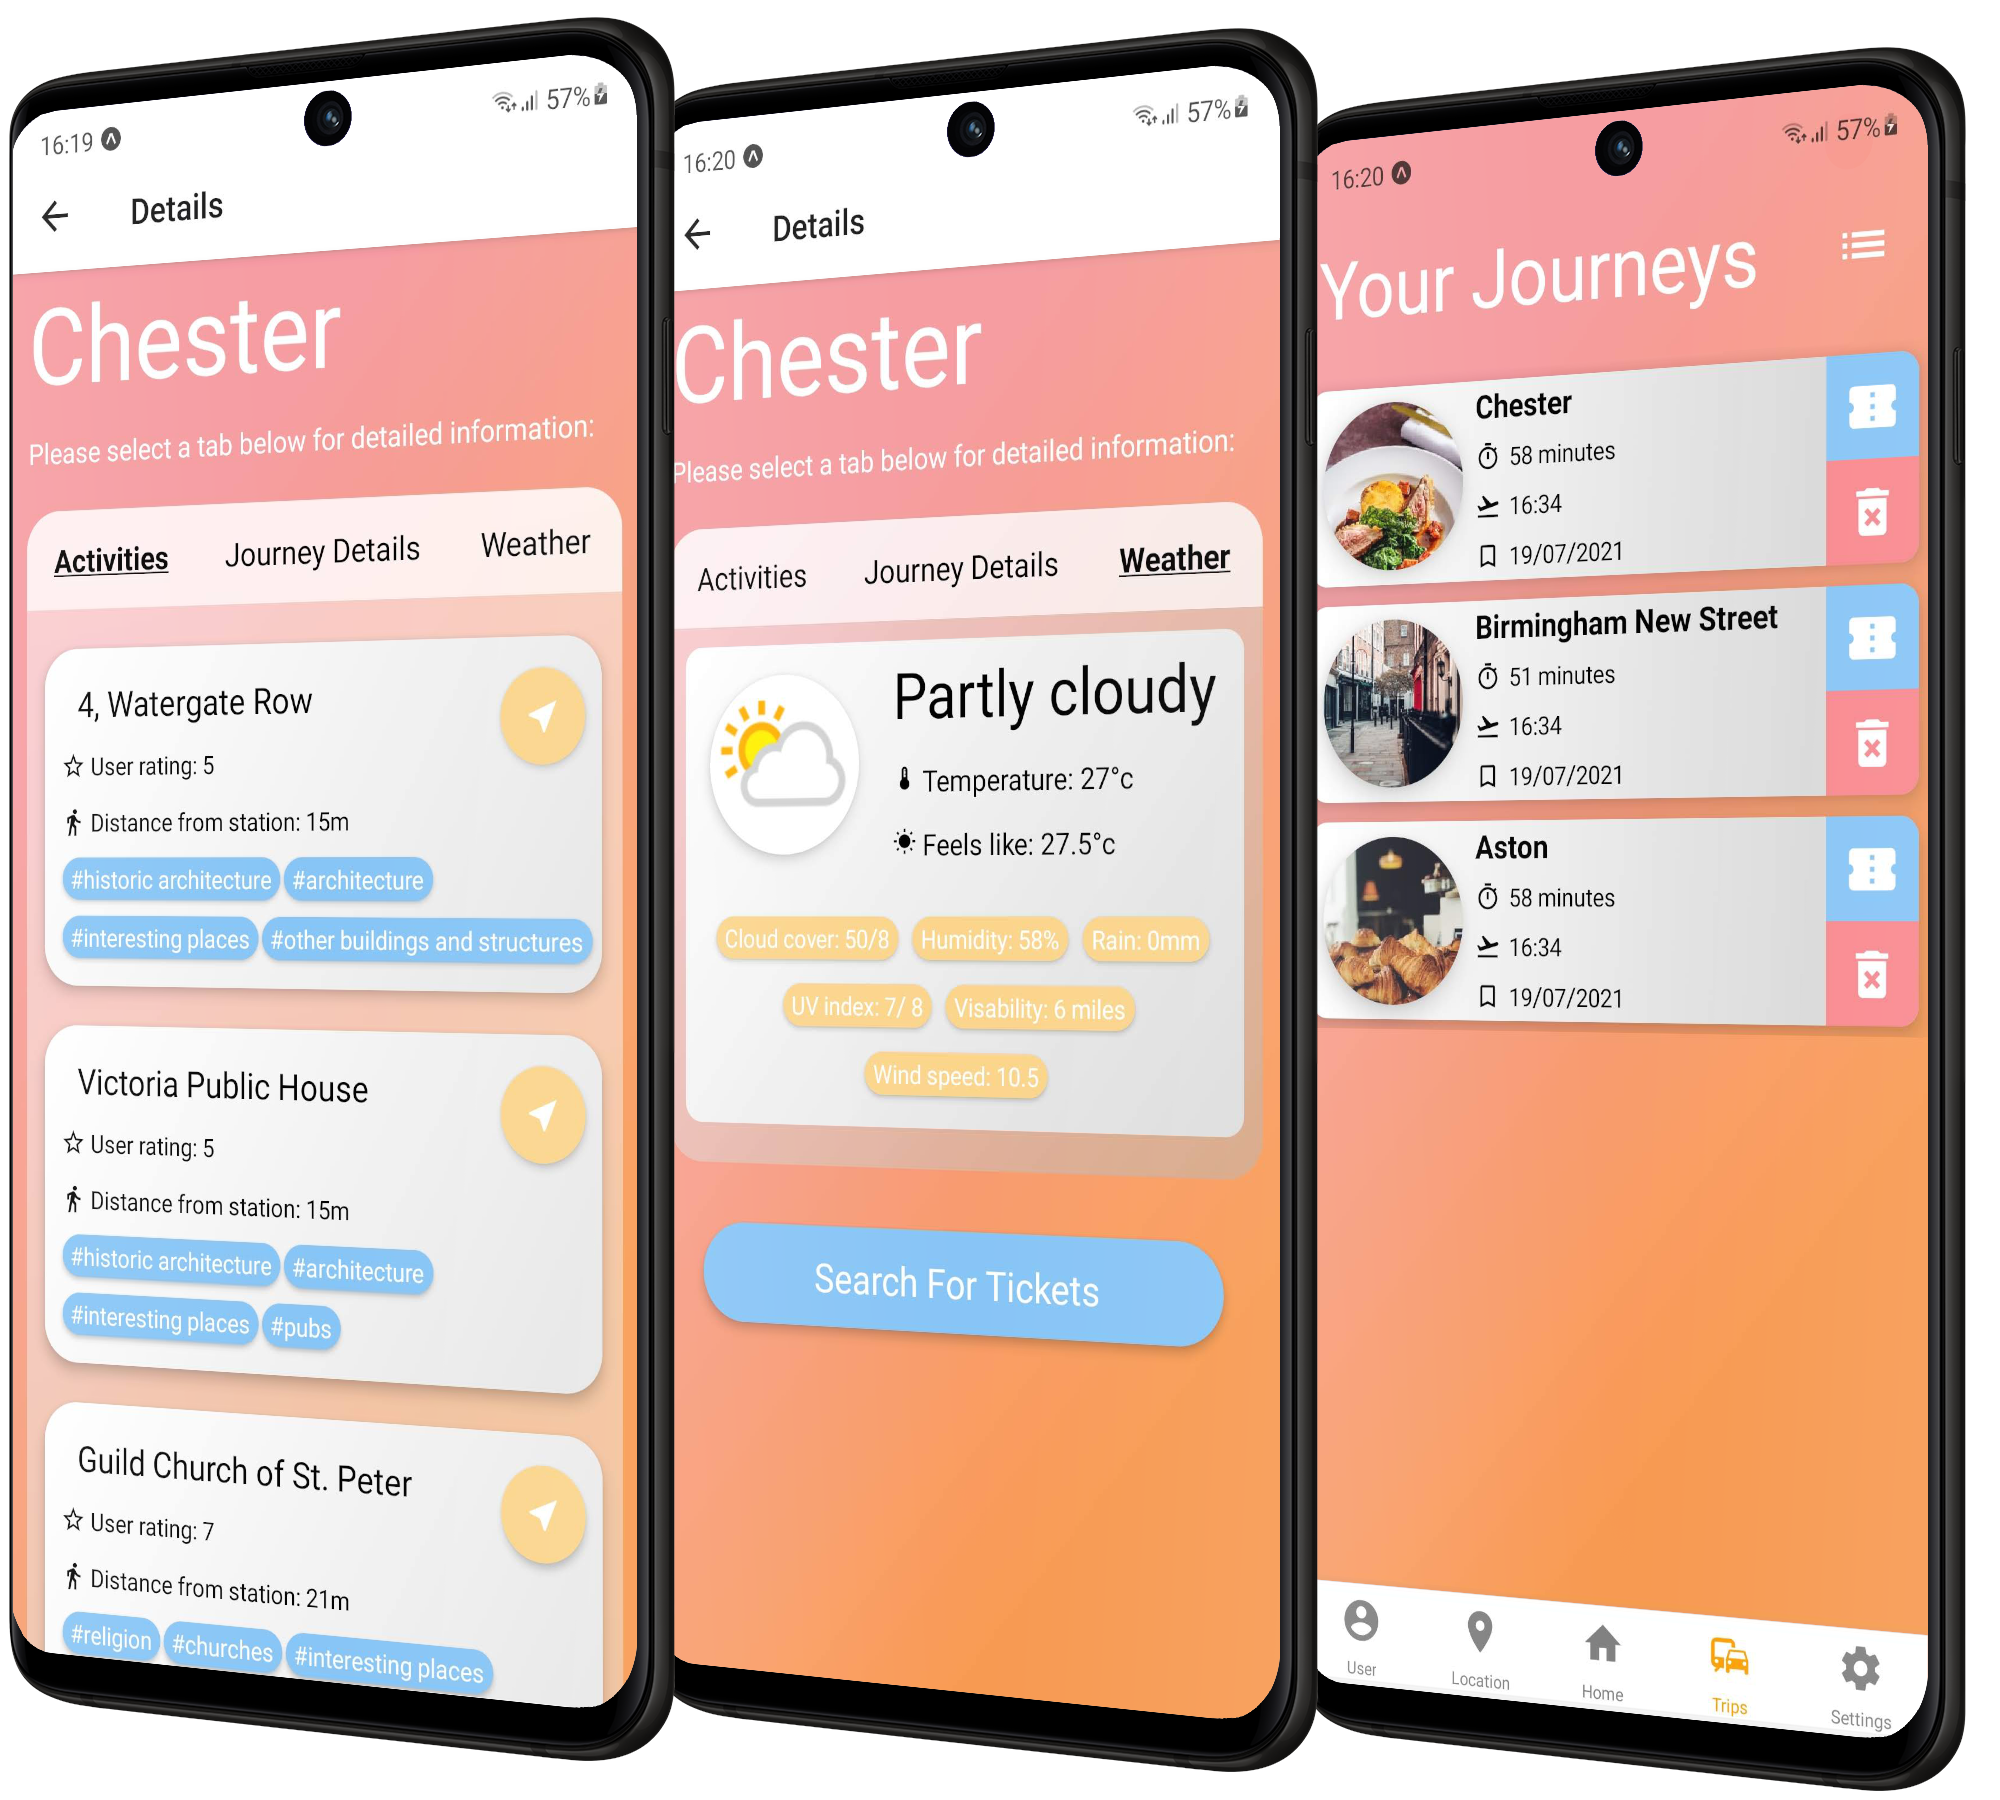 16:19
57%
Details
Chester
Please select a tab below for detailed information:
Activities Journey Details Weather
4, Watergate Row
User rating: 5
Distance from station: 15m
#historic architecture #architecture
#interesting places #other buildings and structures
Victoria Public House
User rating: 5
Distance from station: 15m
#historic architecture #architecture
#interesting places #pubs
Guild Church of St. Peter
User rating: 7
Distance from station: 21m
#religion #churches #interesting places
16:20
57%
Details
Chester
Please select a tab below for detailed information:
Activities Journey Details Weather
Partly cloudy
Temperature: 27°c
Feels like: 27.5°c
Cloud cover: 50/8 Humidity: 58% Rain: 0mm
UV index: 7/ 8 Visability: 6 miles
Wind speed: 10.5
Search For Tickets
16:20
57%
Your Journeys
Chester
58 minutes
16:34
19/07/2021
Birmingham New Street
51 minutes
16:34
19/07/2021
Aston
58 minutes
16:34
19/07/2021
User Location Home Trips Settings